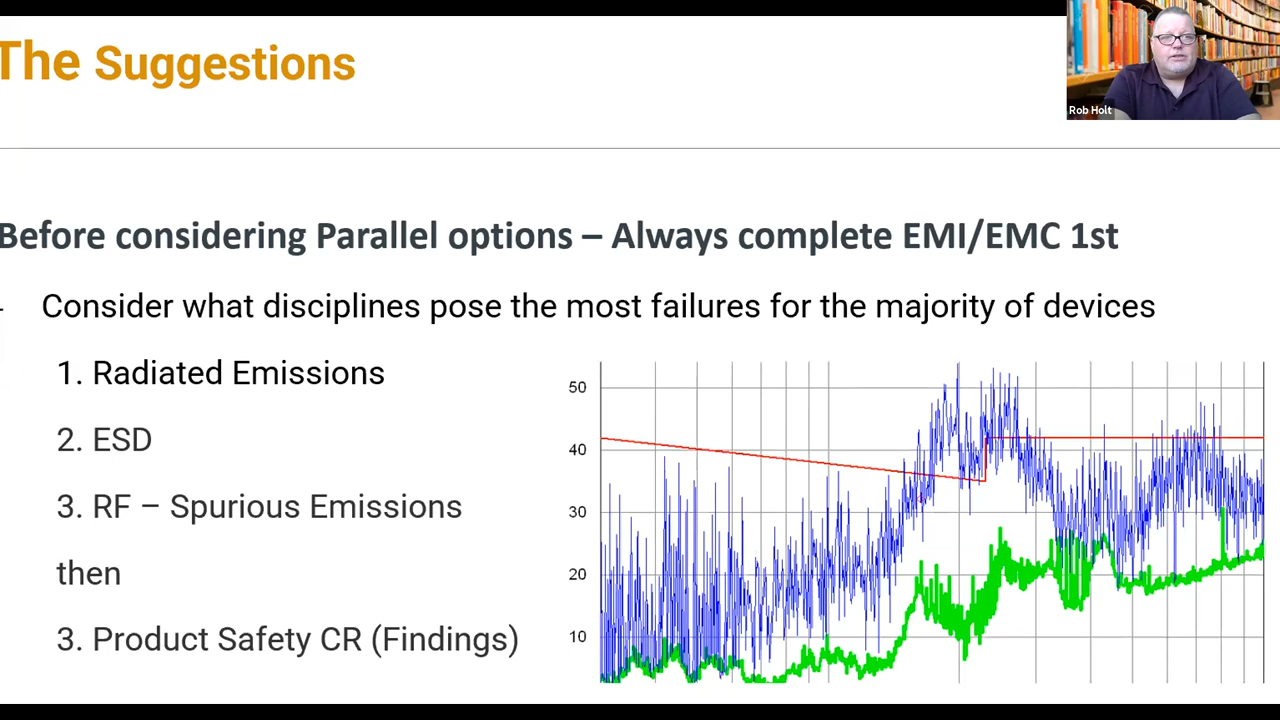 The Suggestions
Rob Holt
Before considering Parallel options – Always complete EMI/EMC 1st
Consider what disciplines pose the most failures for the majority of devices
1. Radiated Emissions
2. ESD
3. RF – Spurious Emissions
then
3. Product Safety CR (Findings)
50
40
30
20
10